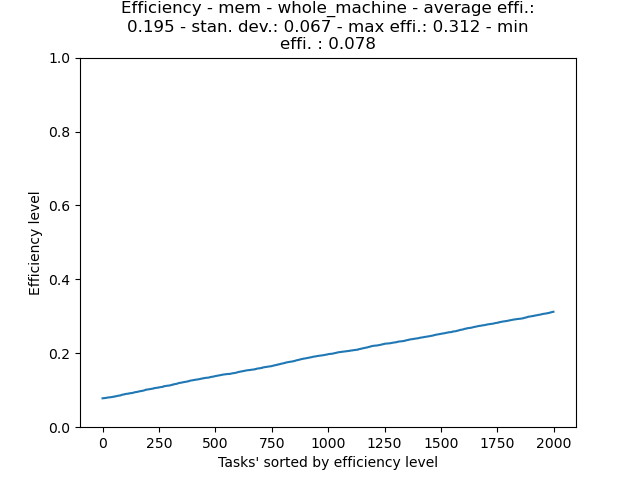 Efficiency - mem - whole_machine - average effi.:
0.195 - stan. dev.: 0.067 - max effi.: 0.312 - min
effi. : 0.078
1.0
0.8
0.6
0.4
0.2
0.0
Efficiency level
0 250 500 750 1000 1250 1500 1750 2000
Tasks' sorted by efficiency level